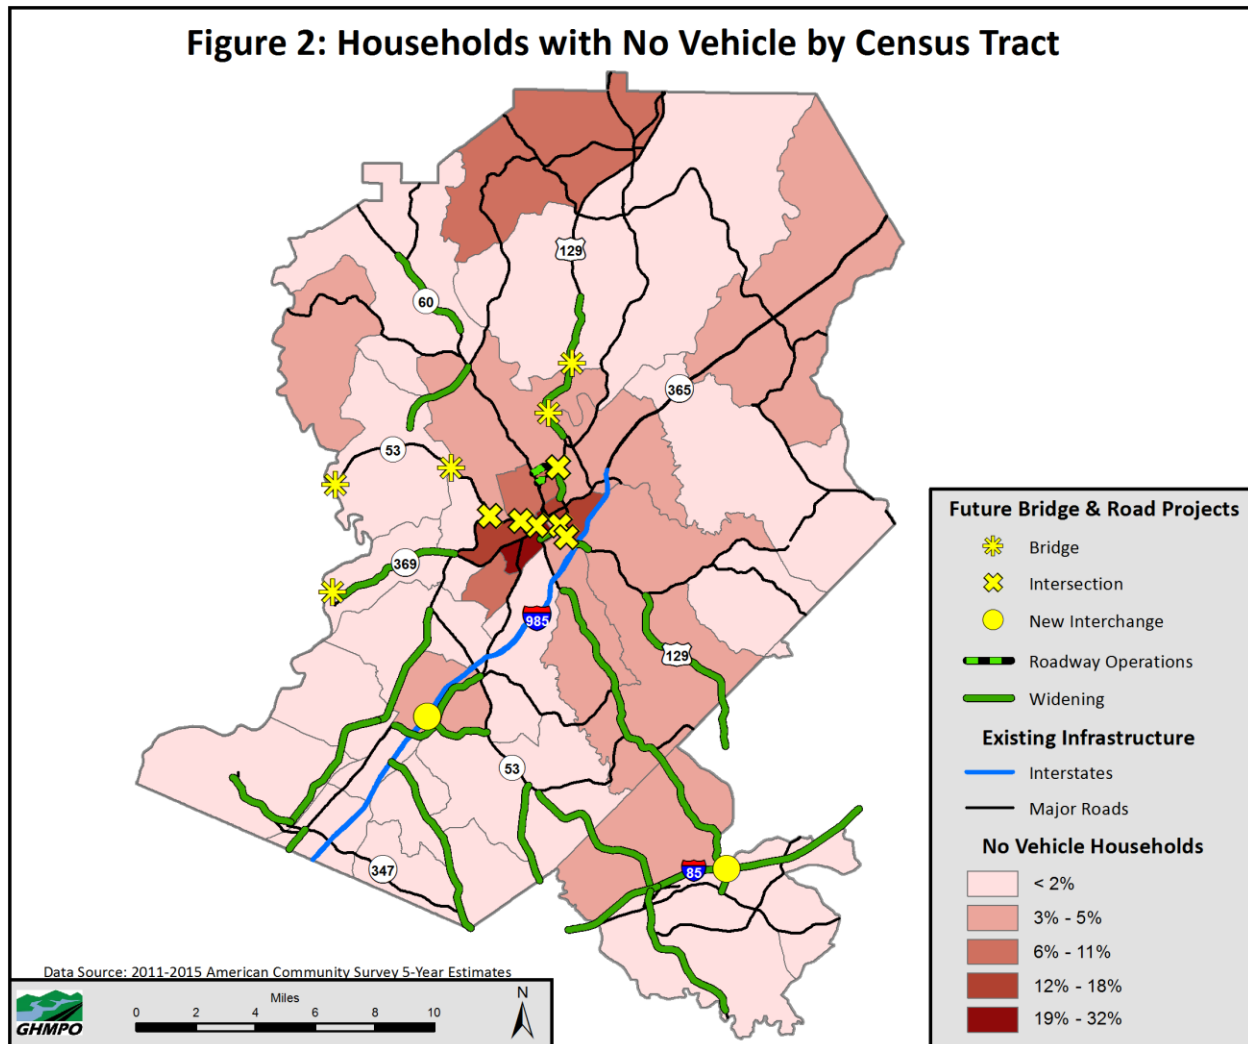 Figure 2: Households with No Vehicle by Census Tract
129
60
365
53
369
985
129
53
347
85
Future Bridge & Road Projects
Bridge
Intersection
New Interchange
Roadway Operations
Widening
Existing Infrastructure
Interstates
Major Roads
No Vehicle Households
< 2%
3% - 5%
6% - 11%
12% - 18%
19% - 32%
Data Source: 2011-2015 American Community Survey 5-Year Estimates
GHMPO
Miles
0 2 4 6 8 10
N